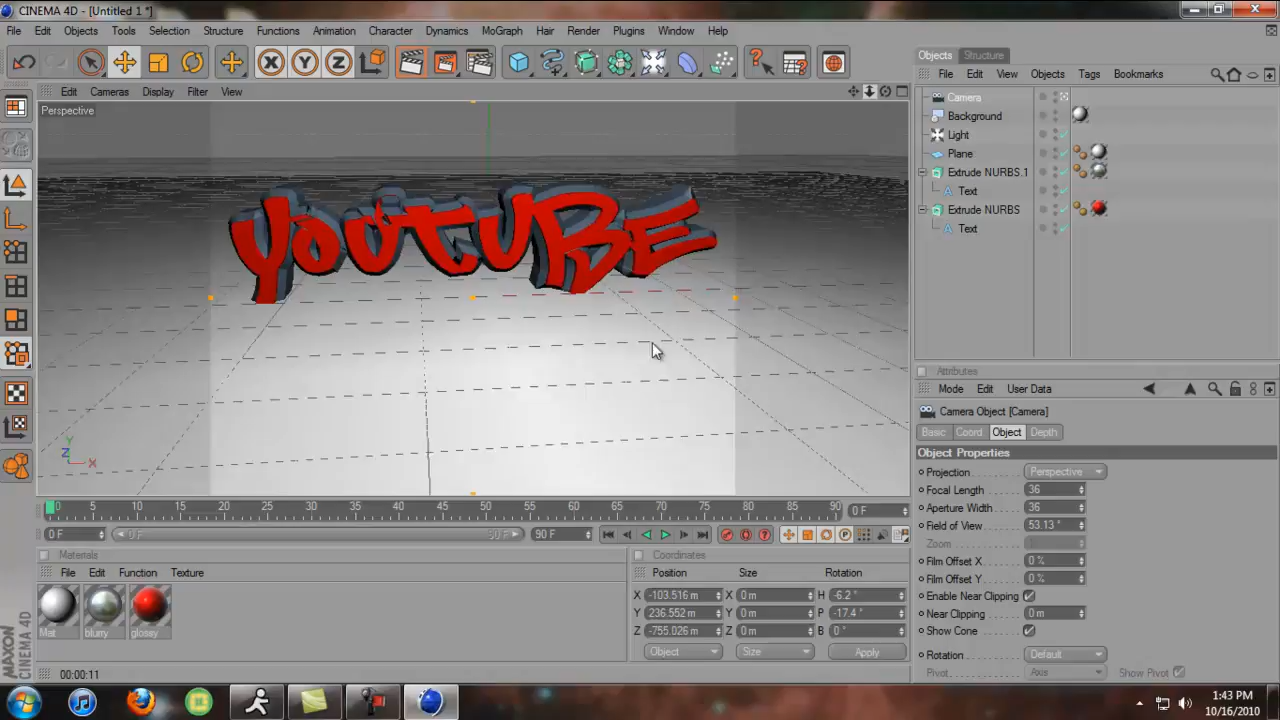 CINEMA 4D - [Untitled 1 *]
File Edit Objects Tools Selection Structure Functions Animation Character Dynamics MoGraph Hair Render Plugins Window Help
Objects Structure
File Edit View Objects Tags Bookmarks
Edit Cameras Display Filter View
Perspective
YOUTUBE
Camera
Background
Light
Plane
Extrude NURBS.1
Text
Extrude NURBS
Text
Attributes
Mode Edit User Data
Camera Object [Camera]
Basic Coord Object Depth
Object Properties
Projection Perspective
Focal Length 36
Aperture Width 36
Field of View 53.13 °
Zoom
Film Offset X 0 %
Film Offset Y 0 %
Enable Near Clipping
Near Clipping 0 m
Show Cone
Rotation Default
Pivot Axis Show Pivot
Y
Z
X
0 5 10 15 20 25 30 35 40 45 50 55 60 65 70 75 80 85 90 0 F
0 F 0 F 90 F 90 F
Materials
File Edit Function Texture
Mat blurry glossy
Coordinates
Position Size Rotation
X -103.516 m X 0 m H -6.2 °
Y 236.552 m Y 0 m P -17.4 °
Z -755.026 m Z 0 m B 0 °
Object Size Apply
MAXON
CINEMA 4D
00:00:11
1:43 PM
10/16/2010